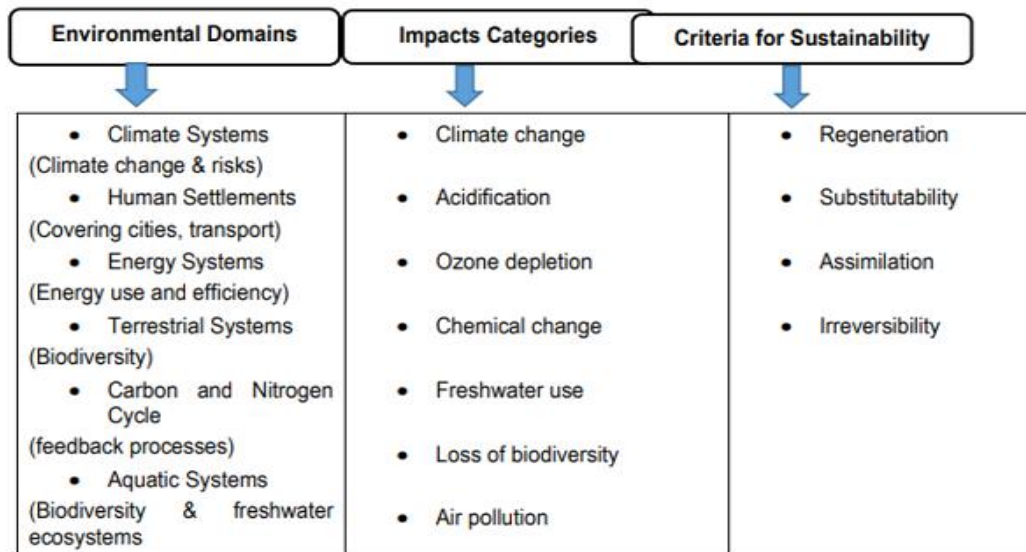 Environmental Domains
Impacts Categories
Criteria for Sustainability
• Climate Systems
(Climate change & risks)
• Human Settlements
(Covering cities, transport)
• Energy Systems
(Energy use and efficiency)
• Terrestrial Systems
(Biodiversity)
• Carbon and Nitrogen
Cycle
(feedback processes)
• Aquatic Systems
(Biodiversity & freshwater
ecosystems
• Climate change
• Acidification
• Ozone depletion
• Chemical change
• Freshwater use
• Loss of biodiversity
• Air pollution
• Regeneration
• Substitutability
• Assimilation
• Irreversibility